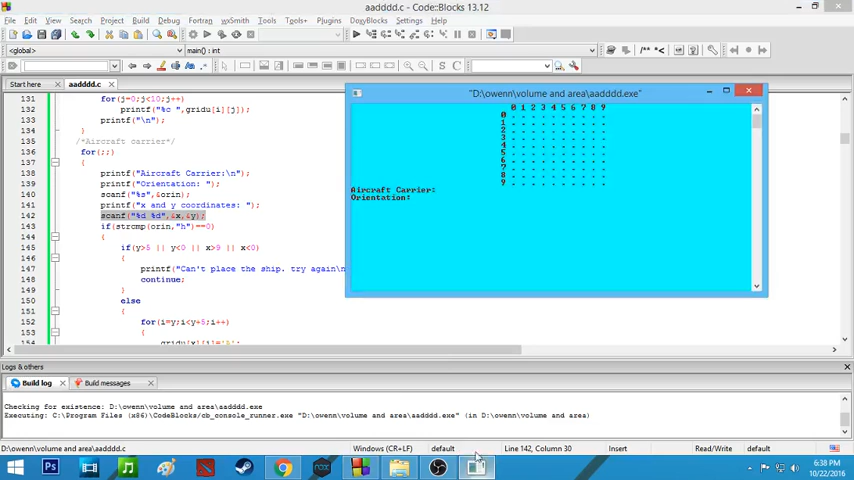 aadddd.c - Code::Blocks 13.12
File Edit View Search Project Build Debug Fortran wxSmith Tools Tools+ Plugins DoxyBlocks Settings Help
<global> main() : int
Start here aadddd.c
131 for(j=0;j<10;j++)
132 printf("%c ",gridu[i][j]);
133 printf("\n");
134 }
135 /*Aircraft carrier*/
136 for(;;)
137 {
138 printf("Aircraft Carrier:\n");
139 printf("Orientation: ");
140 scanf("%s",&orin);
141 printf("x and y coordinates: ");
142 scanf("%d %d",&x,&y);
143 if(strcmp(orin,"h")==0)
144 {
145 if(y>5 || y<0 || x>9 || x<0)
146 {
147 printf("Can't place the ship. try again\n
148 continue;
149 }
150 else
151 {
152 for(i=y;i<y+5;i++)
153 {
154 gridu[x][i]='A';
"D:\owenn\volume and area\aadddd.exe"
0 1 2 3 4 5 6 7 8 9
0 . . . . . . . . . .
1 . . . . . . . . . .
2 . . . . . . . . . .
3 . . . . . . . . . .
4 . . . . . . . . . .
5 . . . . . . . . . .
6 . . . . . . . . . .
7 . . . . . . . . . .
8 . . . . . . . . . .
9 . . . . . . . . . .
Aircraft Carrier:
Orientation:
Logs & others
Build log Build messages
Checking for existence: D:\owenn\volume and area\aadddd.exe
Executing: C:\Program Files (x86)\CodeBlocks/cb_console_runner.exe "D:\owenn\volume and area\aadddd.exe" (in D:\owenn\volume and area)
D:\owenn\volume and area\aadddd.c Windows (CR+LF) default Line 142, Column 30 Insert Read/Write default
6:38 PM
10/22/2016